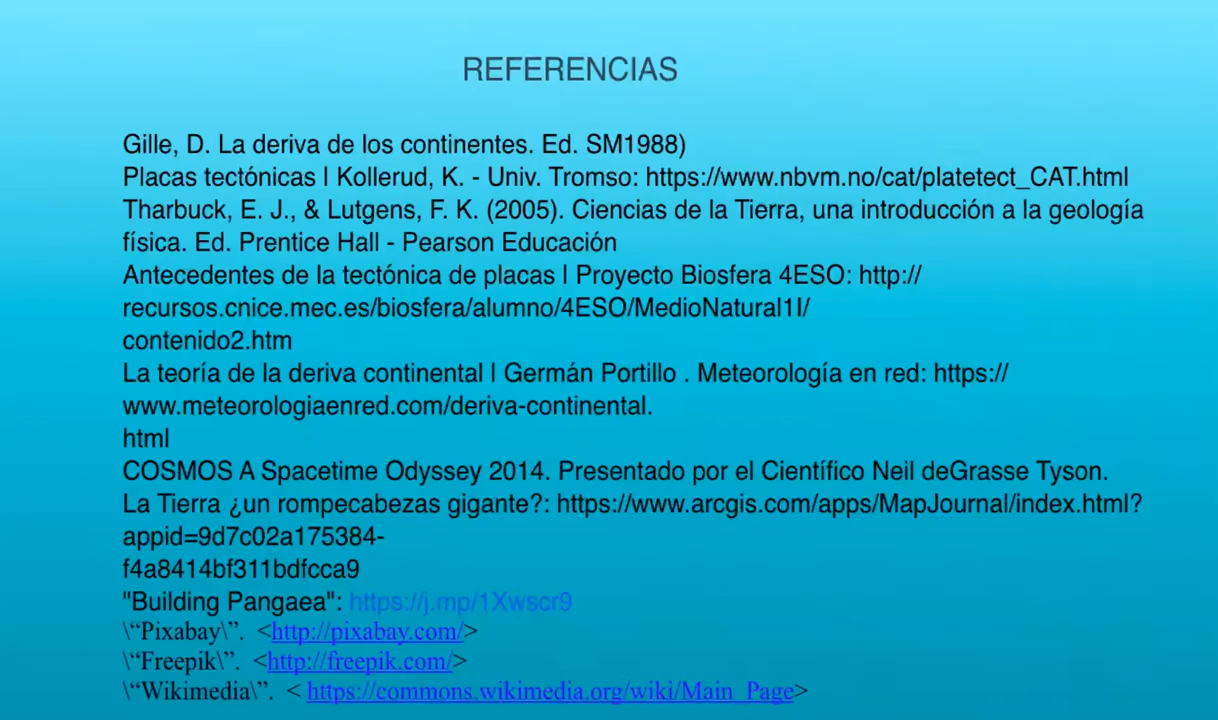 REFERENCIAS
Gille, D. La deriva de los continentes. Ed. SM1988)
Placas tectónicas l Kollerud, K. - Univ. Tromso: https://www.nbvm.no/cat/platetect_CAT.html
Tharbuck, E. J., & Lutgens, F. K. (2005). Ciencias de la Tierra, una introducción a la geología
física. Ed. Prentice Hall - Pearson Educación
Antecedentes de la tectónica de placas l Proyecto Biosfera 4ESO: http://
recursos.cnice.mec.es/biosfera/alumno/4ESO/MedioNatural1I/
contenido2.htm
La teoría de la deriva continental l Germán Portillo . Meteorología en red: https://
www.meteorologiaenred.com/deriva-continental.
html
COSMOS A Spacetime Odyssey 2014. Presentado por el Científico Neil deGrasse Tyson.
La Tierra ¿un rompecabezas gigante?: https://www.arcgis.com/apps/MapJournal/index.html?
appid=9d7c02a175384-
f4a8414bf311bdfcca9
"Building Pangaea": https://j.mp/1Xwscr9
\“Pixabay\”. <http://pixabay.com/>
\“Freepik\”. <http://freepik.com/>
\“Wikimedia\”. < https://commons.wikimedia.org/wiki/Main_Page>